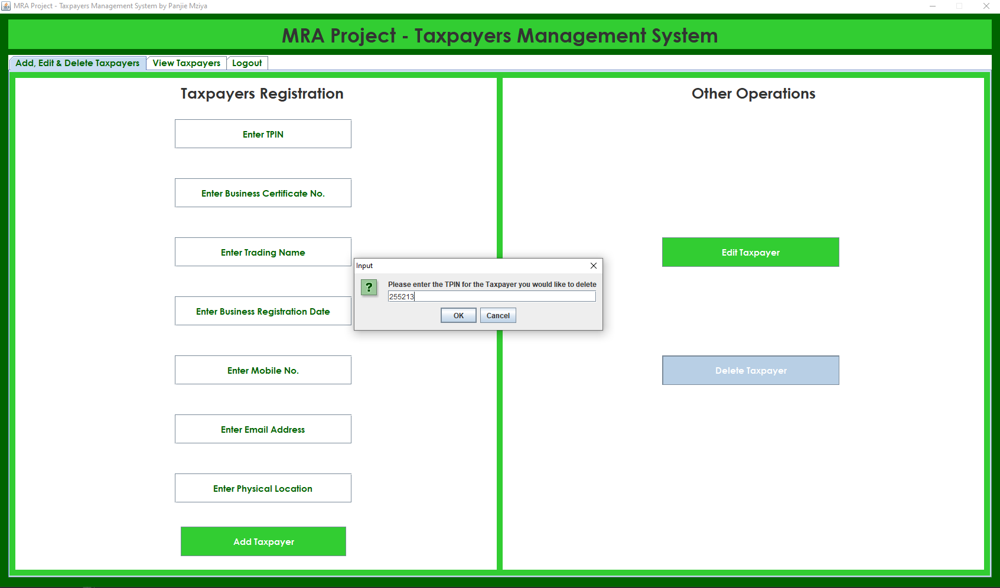 MRA Project - Taxpayers Management System by Panjie Mziya
MRA Project - Taxpayers Management System
Add, Edit & Delete Taxpayers
View Taxpayers
Logout
Taxpayers Registration
Enter TPIN
Enter Business Certificate No.
Enter Trading Name
Enter Business Registration Date
Enter Mobile No.
Enter Email Address
Enter Physical Location
Add Taxpayer
Other Operations
Edit Taxpayer
Delete Taxpayer
Input
?
Please enter the TPIN for the Taxpayer you would like to delete
255213
OK
Cancel